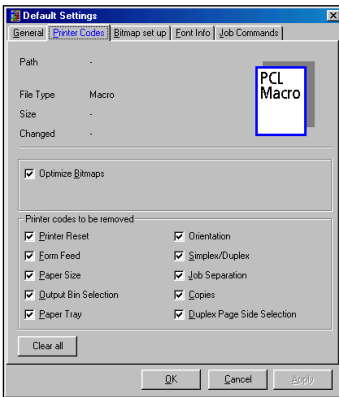 Default Settings
General Printer Codes Bitmap set up Font Info Job Commands
Path -
PCL
Macro
File Type Macro
Size -
Changed -
Optimize Bitmaps
Printer codes to be removed
Printer Reset Orientation
Form Feed Simplex/Duplex
Paper Size Job Separation
Output Bin Selection Copies
Paper Tray Duplex Page Side Selection
Clear all
OK Cancel Apply